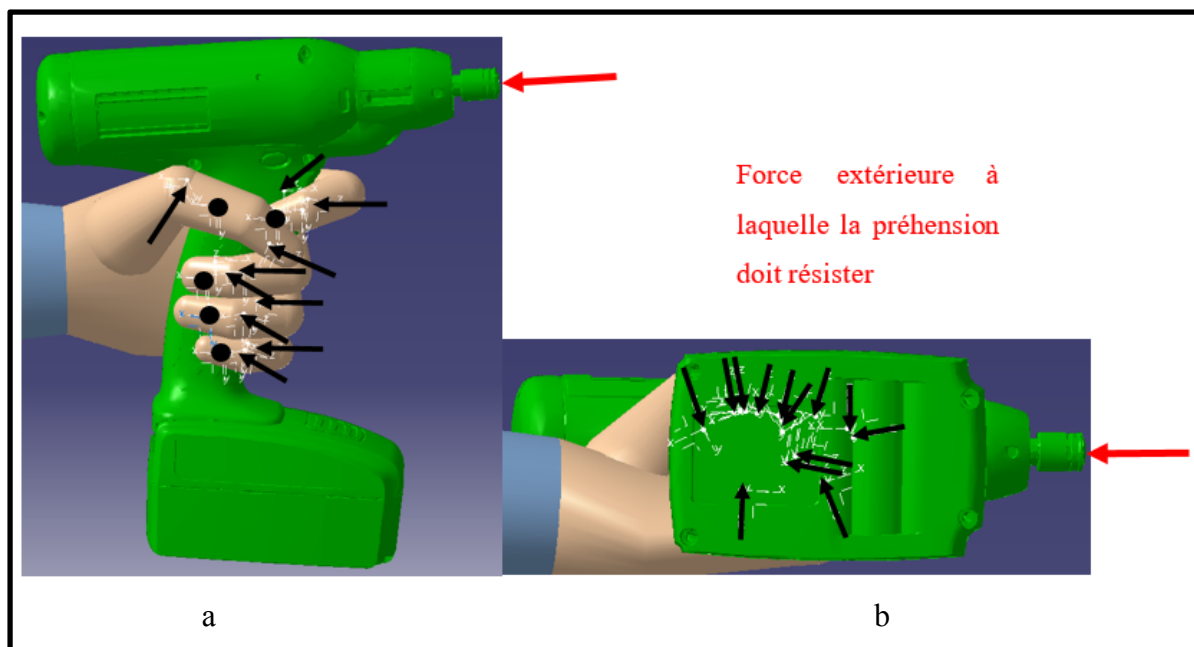 Force extérieure à
laquelle la préhension
doit résister
a
b